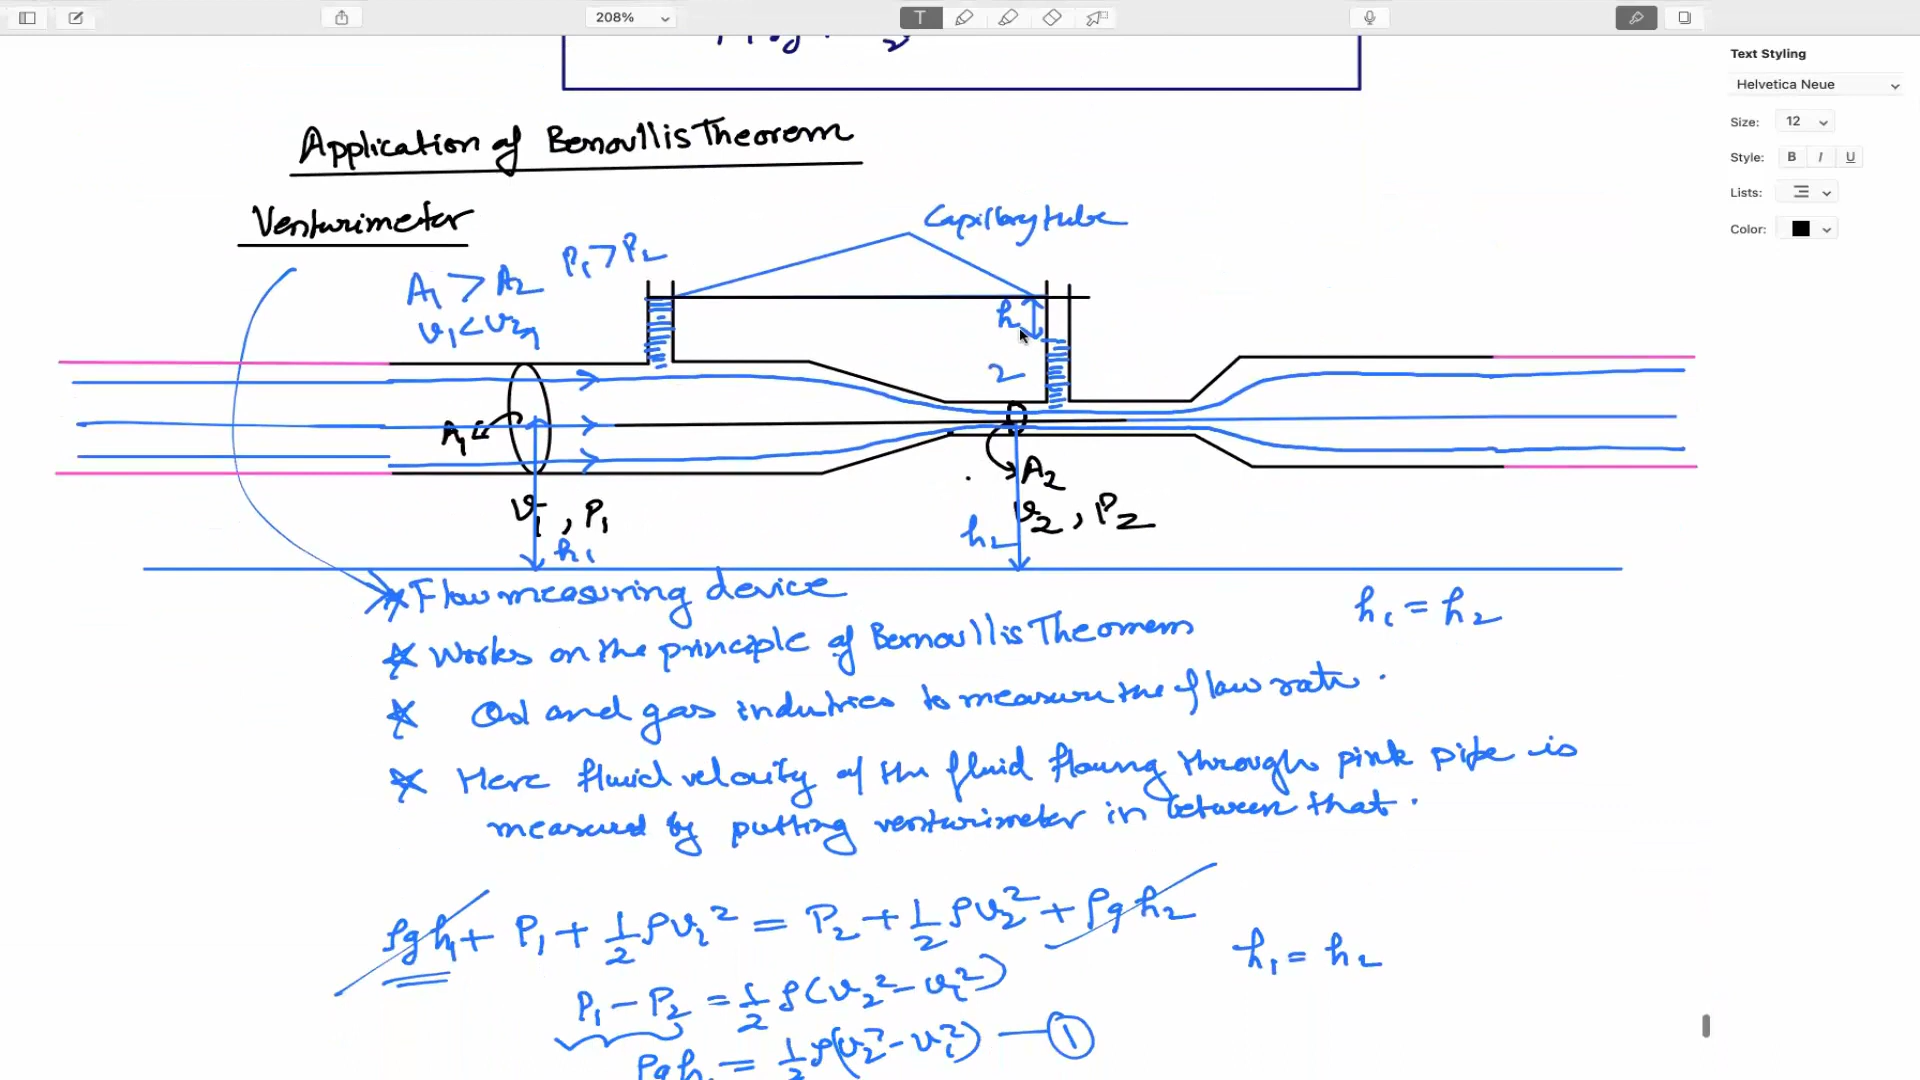 208%
T
Text Styling
Helvetica Neue
Size: 12
Style: B I U
Lists:
Color:
Application of Bernoullis Theorem
Venturimeter
Capillary tube
A₁ > A₂ P₁ > P₂
v₁ < v₂
h
2
A₁
A₂
v₁, P₁
v₂, P₂
h₁
h₂
* Flow measuring device
h₁ = h₂
* Works on the principle of Bernoullis Theorem
* Oil and gas industries to measure the flow rate.
* Here fluid velocity of the fluid flowing through pink pipe is
measured by putting venturimeter in between that.
ρgh₁ + P₁ + 1/2 ρv₁² = P₂ + 1/2 ρv₂² + ρgh₂
h₁ = h₂
P₁ - P₂ = 1/2 ρ(v₂² - v₁²)
ρgh = 1/2 ρ(v₂² - v₁²) — 1